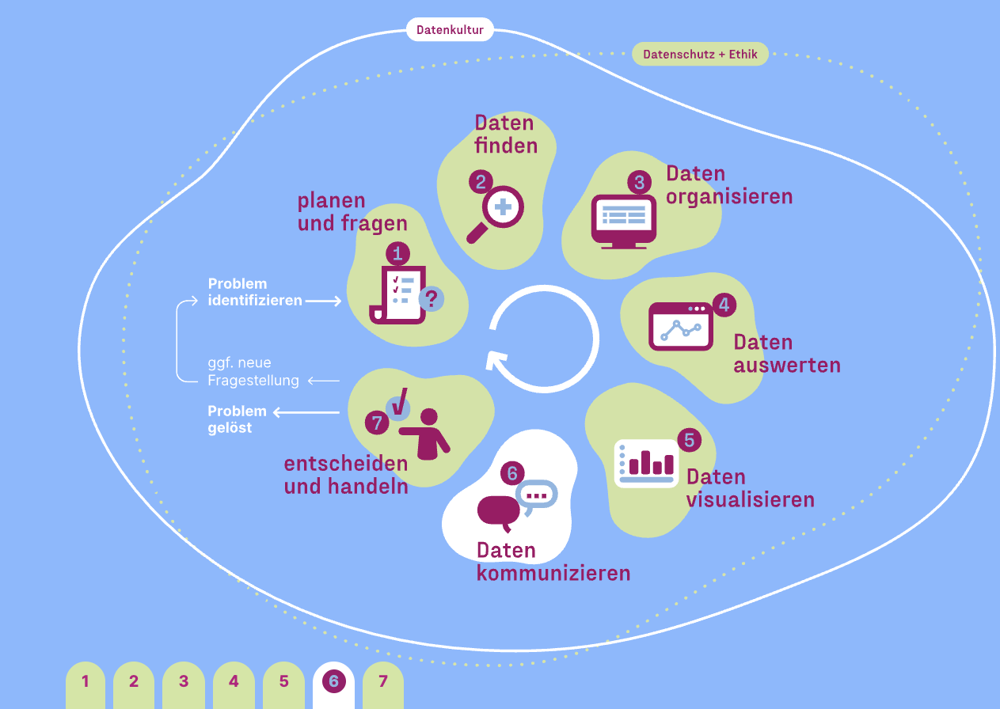 Datenkultur
Datenschutz + Ethik
planen
und fragen
1
?
Daten
finden
2
3
Daten
organisieren
4
Daten
auswerten
5
Daten
visualisieren
6
Daten
kommunizieren
7
entscheiden
und handeln
Problem
identifizieren
ggf. neue
Fragestellung
Problem
gelöst
1 2 3 4 5 6 7